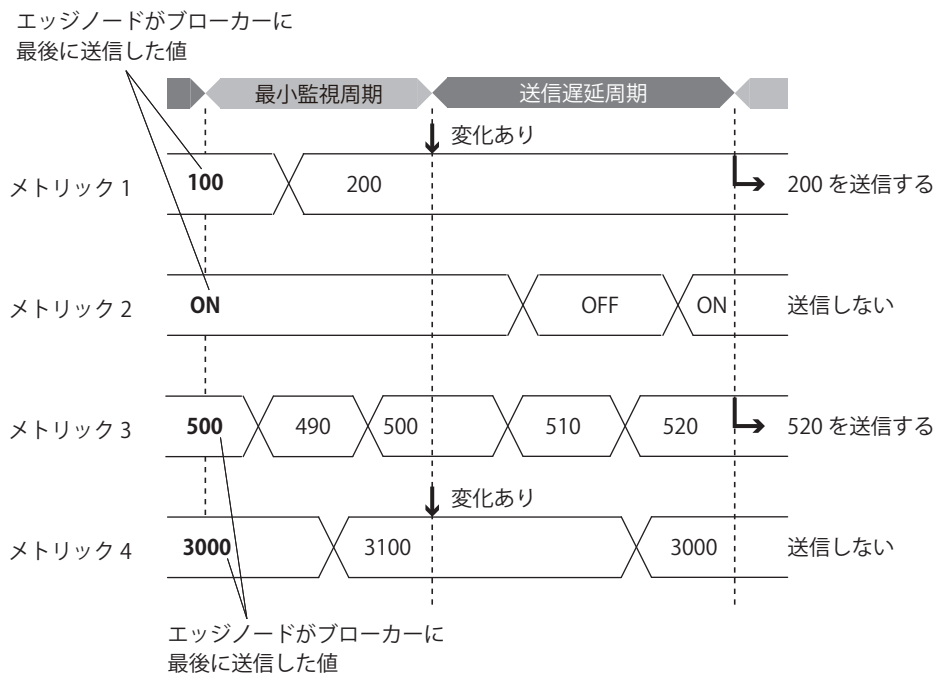 エッジノードがブローカーに
最後に送信した値
最小監視周期
送信遅延周期
変化あり
メトリック 1
100
200
200 を送信する
メトリック 2
ON
OFF
ON
送信しない
メトリック 3
500
490
500
510
520
520 を送信する
変化あり
メトリック 4
3000
3100
3000
送信しない
エッジノードがブローカーに
最後に送信した値